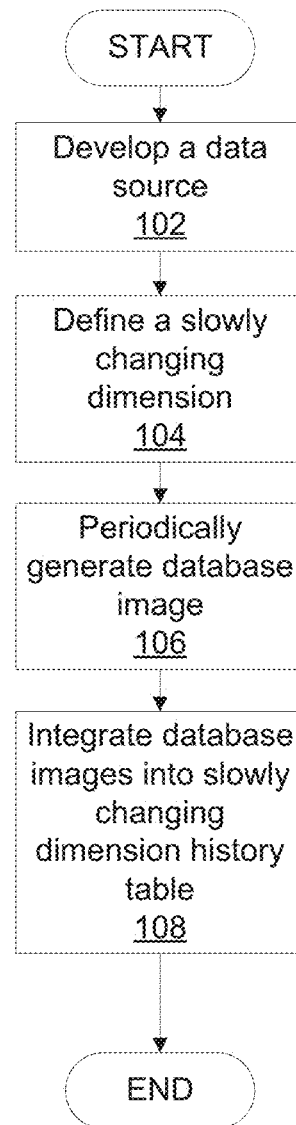 START
Develop a data
source
102
Define a slowly
changing
dimension
104
Periodically
generate database
image
106
Integrate database
images into slowly
changing
dimension history
table
108
END